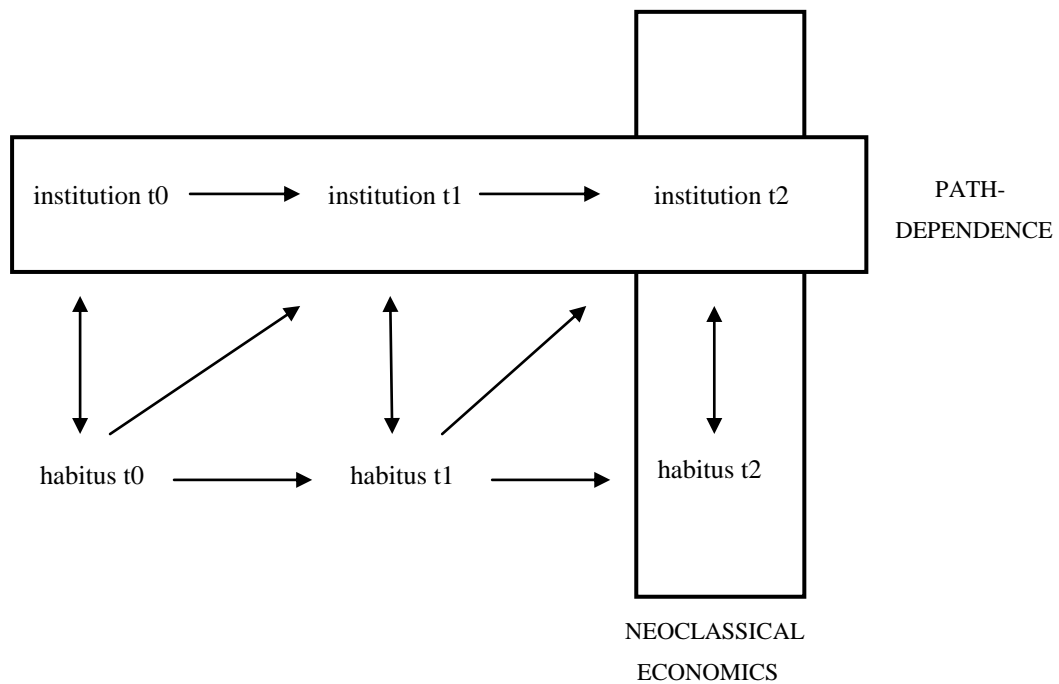 institution t0
institution t1
institution t2
PATH-
DEPENDENCE
habitus t0
habitus t1
habitus t2
NEOCLASSICAL
ECONOMICS